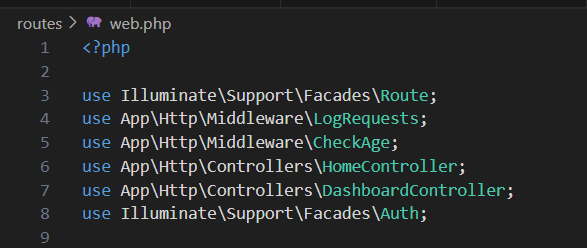 routes > web.php
1 <?php
2
3 use Illuminate\Support\Facades\Route;
4 use App\Http\Middleware\LogRequests;
5 use App\Http\Middleware\CheckAge;
6 use App\Http\Controllers\HomeController;
7 use App\Http\Controllers\DashboardController;
8 use Illuminate\Support\Facades\Auth;
9